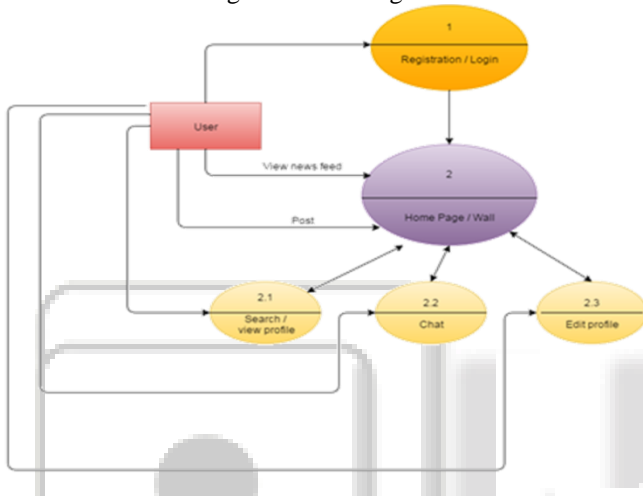 1
Registration / Login
User
View news feed
2
Post
Home Page / Wall
2.1
Search /
view profile
2.2
Chat
2.3
Edit profile